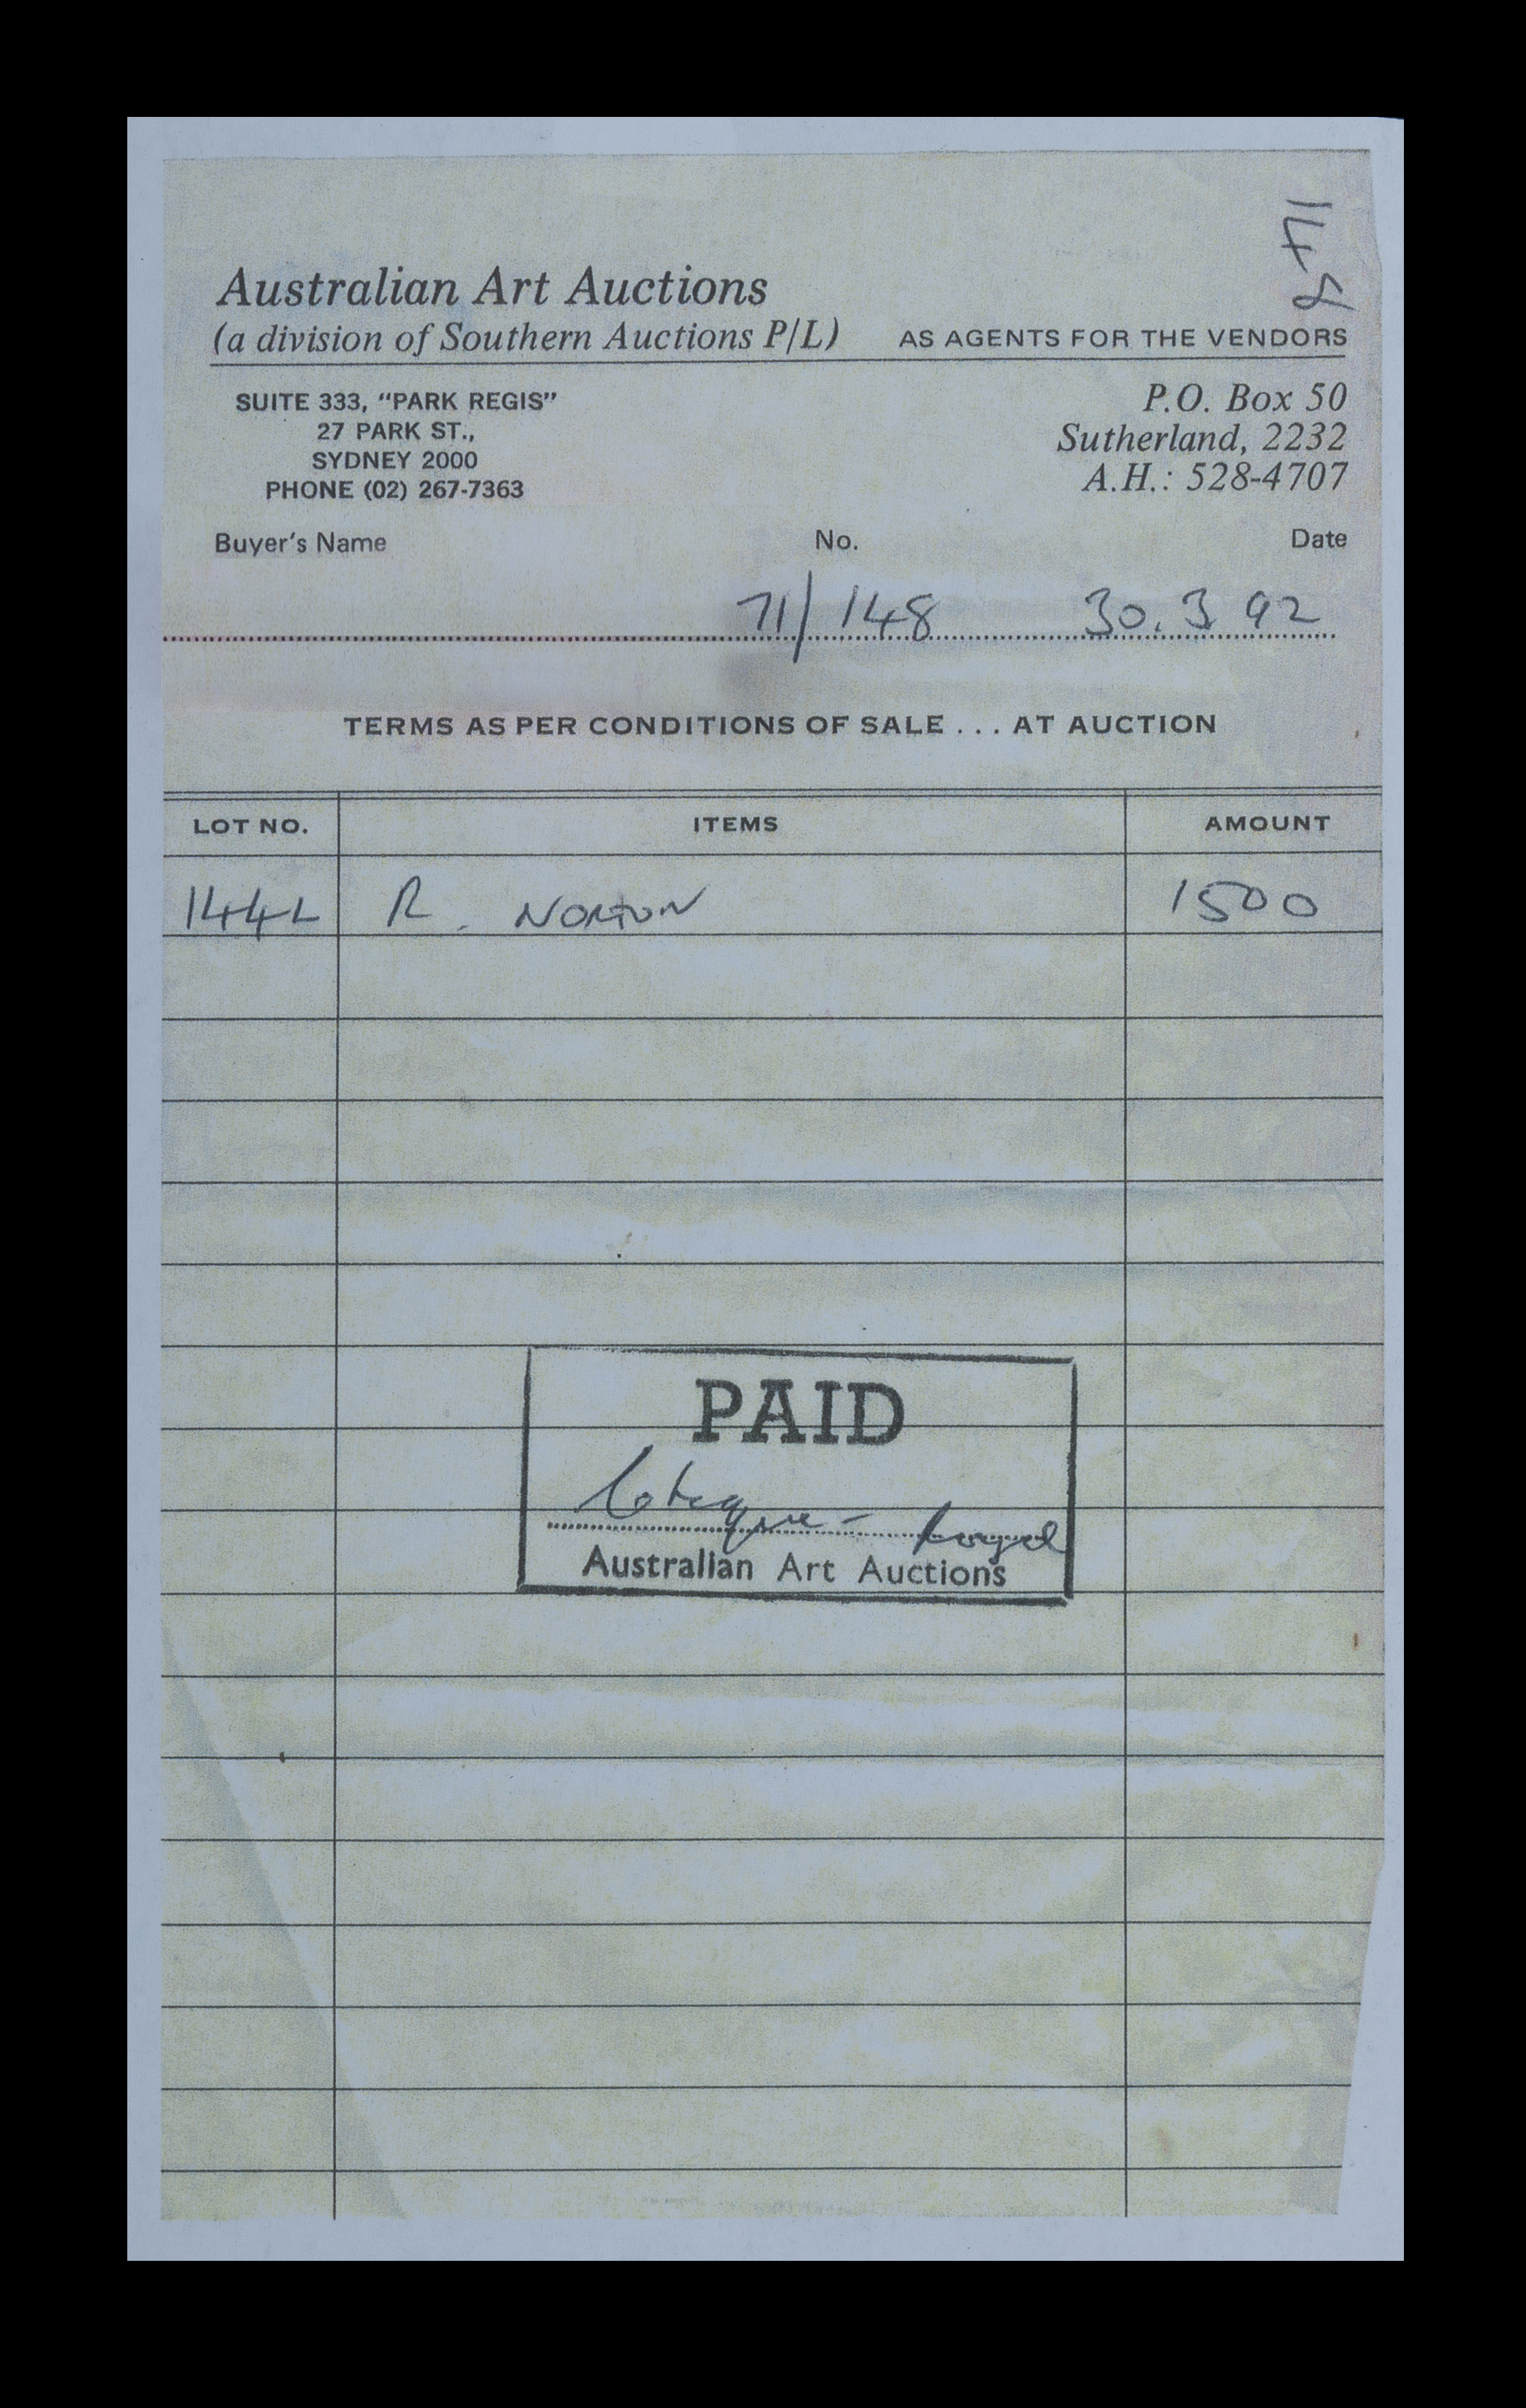 Australian Art Auctions
(a division of Southern Auctions P/L) AS AGENTS FOR THE VENDORS
SUITE 333, "PARK REGIS"
27 PARK ST.,
SYDNEY 2000
PHONE (02) 267-7363
P.O. Box 50
Sutherland, 2232
A.H.: 528-4707
Buyer's Name No. Date
71/148 30.3 92
TERMS AS PER CONDITIONS OF SALE . . . AT AUCTION
LOT NO. ITEMS AMOUNT
R. NORTON 1500
PAID
Cheque -
Australian Art Auctions